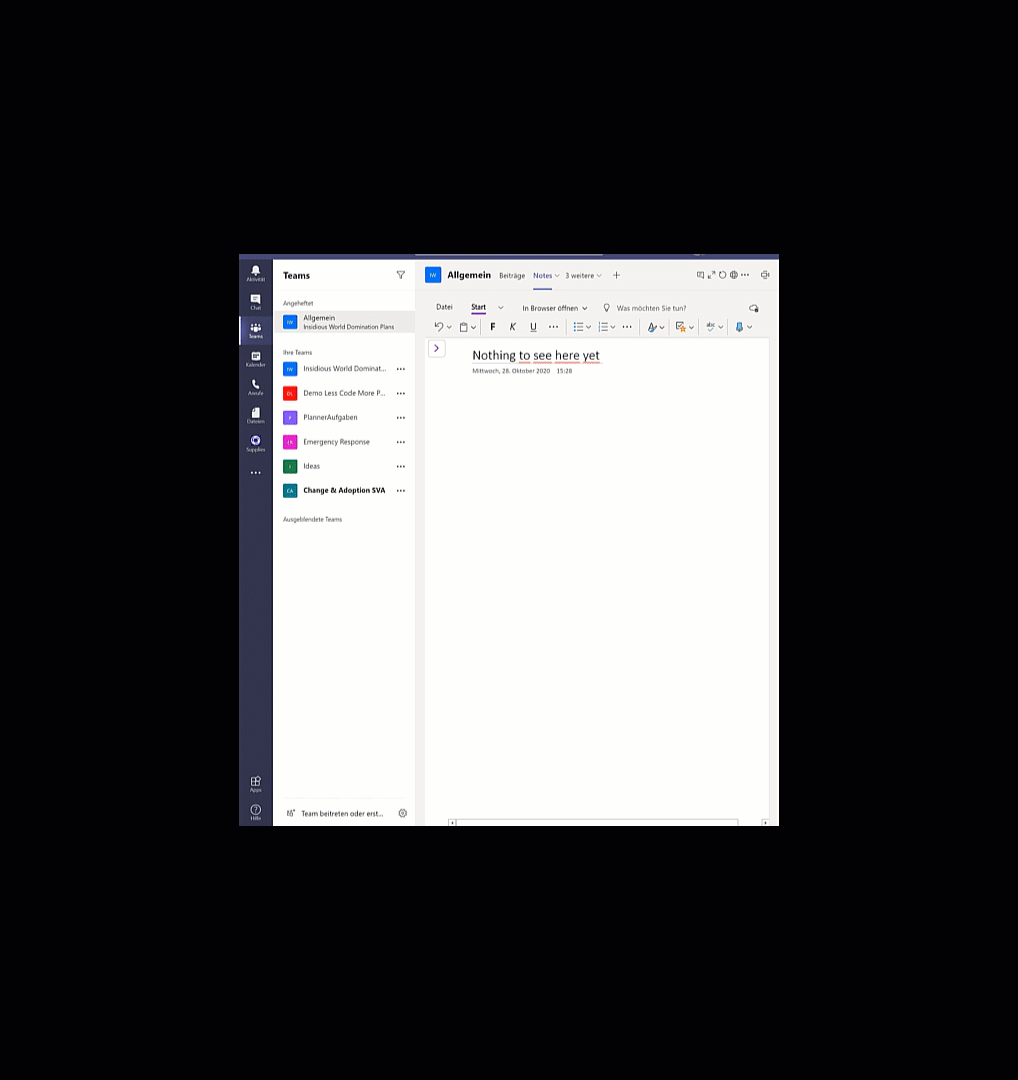 Aktivität
Chat
Teams
Kalender
Anrufe
Dateien
Supplies
Apps
Hilfe
Teams
Angeheftet
IW
Allgemein
Insidious World Domination Plans
Ihre Teams
IW
Insidious World Dominat...
Demo Less Code More P...
P
PlannerAufgaben
ER
Emergency Response
I
Ideas
CA
Change & Adoption SVA
Ausgeblendete Teams
Team beitreten oder erst...
IW
Allgemein Beiträge Notes 3 weitere
Datei Start In Browser öffnen Was möchten Sie tun?
F K U abc
Nothing to see here yet
Mittwoch, 28. Oktober 2020 15:28